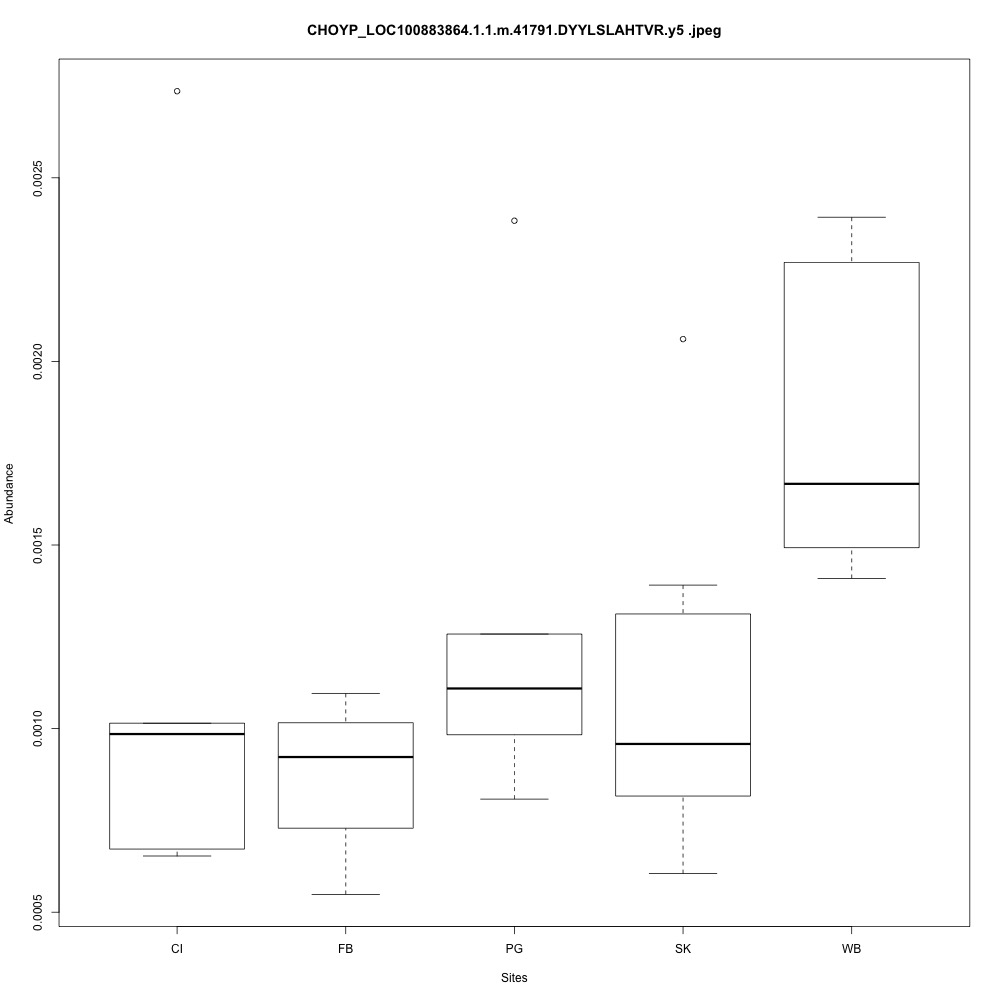 CHOYP_LOC100883864.1.1.m.41791.DYYLSLAHTVR.y5 .jpeg
Abundance
0.0025
0.0020
0.0015
0.0010
0.0005
CI FB PG SK WB
Sites